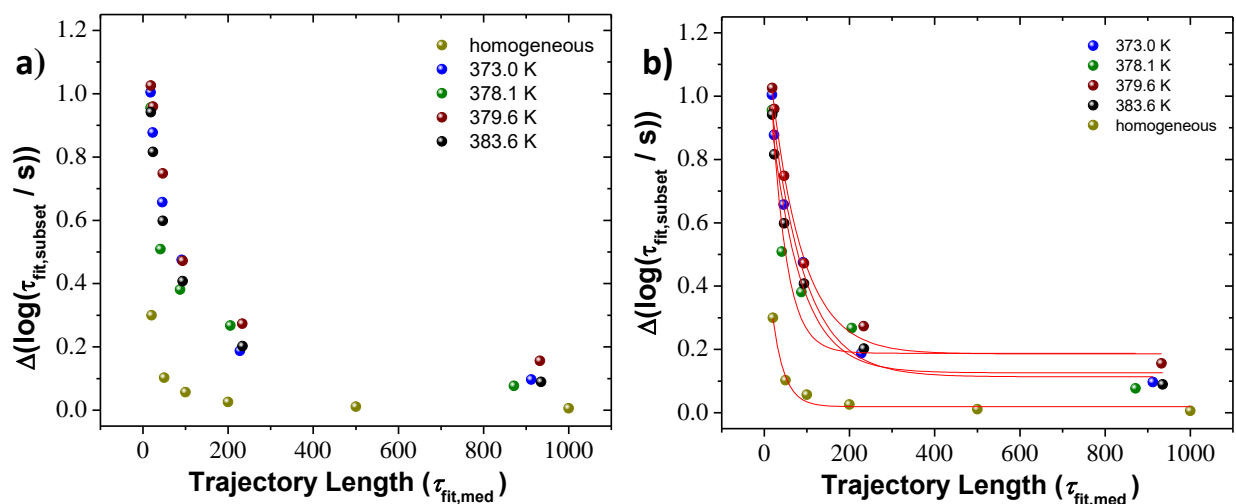 a)
1.2
1.0
0.8
0.6
0.4
0.2
0.0
Δ(log(τfit,subset / s))
homogeneous
373.0 K
378.1 K
379.6 K
383.6 K
0 200 400 600 800 1000
Trajectory Length (τfit,med)
b)
1.2
1.0
0.8
0.6
0.4
0.2
0.0
Δ(log(τfit,subset / s))
373.0 K
378.1 K
379.6 K
383.6 K
homogeneous
0 200 400 600 800 1000
Trajectory Length (τfit,med)